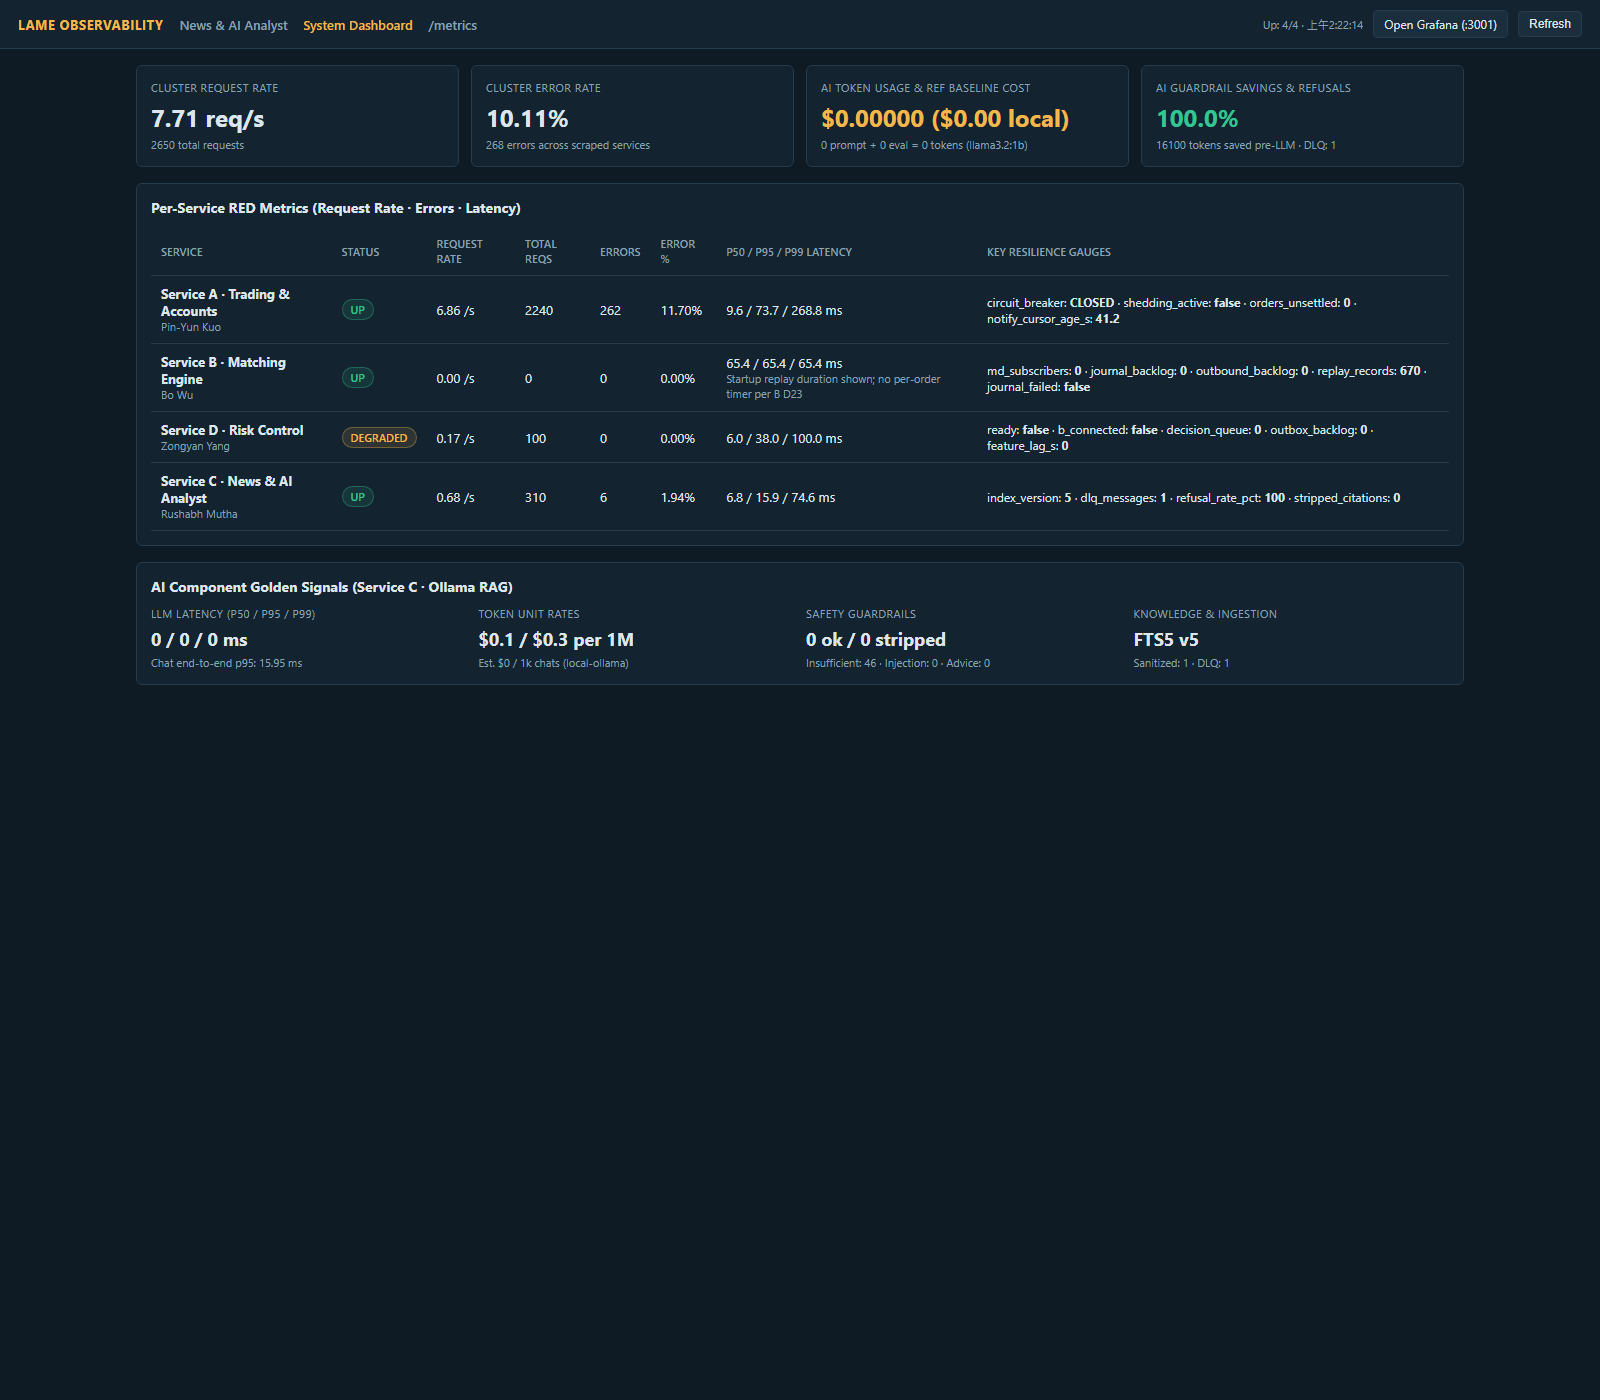 LAME OBSERVABILITY News & AI Analyst System Dashboard /metrics Up: 4/4 · 上午2:22:14 Open Grafana (:3001) Refresh
CLUSTER REQUEST RATE
7.71 req/s
2650 total requests
CLUSTER ERROR RATE
10.11%
268 errors across scraped services
AI TOKEN USAGE & REF BASELINE COST
$0.00000 ($0.00 local)
0 prompt + 0 eval = 0 tokens (llama3.2:1b)
AI GUARDRAIL SAVINGS & REFUSALS
100.0%
16100 tokens saved pre-LLM · DLQ: 1
Per-Service RED Metrics (Request Rate · Errors · Latency)
SERVICE
STATUS
REQUEST
RATE
TOTAL
REQS
ERRORS
ERROR
%
P50 / P95 / P99 LATENCY
KEY RESILIENCE GAUGES
Service A · Trading &
Accounts
Pin-Yun Kuo
UP
6.86 /s
2240
262
11.70%
9.6 / 73.7 / 268.8 ms
circuit_breaker: CLOSED · shedding_active: false · orders_unsettled: 0 ·
notify_cursor_age_s: 41.2
Service B · Matching
Engine
Bo Wu
UP
0.00 /s
0
0
0.00%
65.4 / 65.4 / 65.4 ms
Startup replay duration shown; no per-order
timer per B D23
md_subscribers: 0 · journal_backlog: 0 · outbound_backlog: 0 · replay_records: 670 ·
journal_failed: false
Service D · Risk Control
Zongyan Yang
DEGRADED
0.17 /s
100
0
0.00%
6.0 / 38.0 / 100.0 ms
ready: false · b_connected: false · decision_queue: 0 · outbox_backlog: 0 ·
feature_lag_s: 0
Service C · News & AI
Analyst
Rushabh Mutha
UP
0.68 /s
310
6
1.94%
6.8 / 15.9 / 74.6 ms
index_version: 5 · dlq_messages: 1 · refusal_rate_pct: 100 · stripped_citations: 0
AI Component Golden Signals (Service C · Ollama RAG)
LLM LATENCY (P50 / P95 / P99)
0 / 0 / 0 ms
Chat end-to-end p95: 15.95 ms
TOKEN UNIT RATES
$0.1 / $0.3 per 1M
Est. $0 / 1k chats (local-ollama)
SAFETY GUARDRAILS
0 ok / 0 stripped
Insufficient: 46 · Injection: 0 · Advice: 0
KNOWLEDGE & INGESTION
FTS5 v5
Sanitized: 1 · DLQ: 1